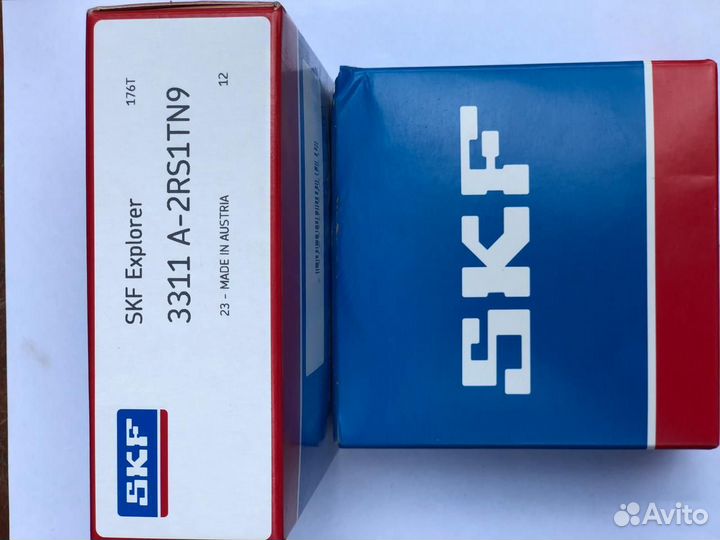 SKF Explorer
176T
3311 A-2RS1TN9
23 - MADE IN AUSTRIA
12
SKF
SKF
Avito